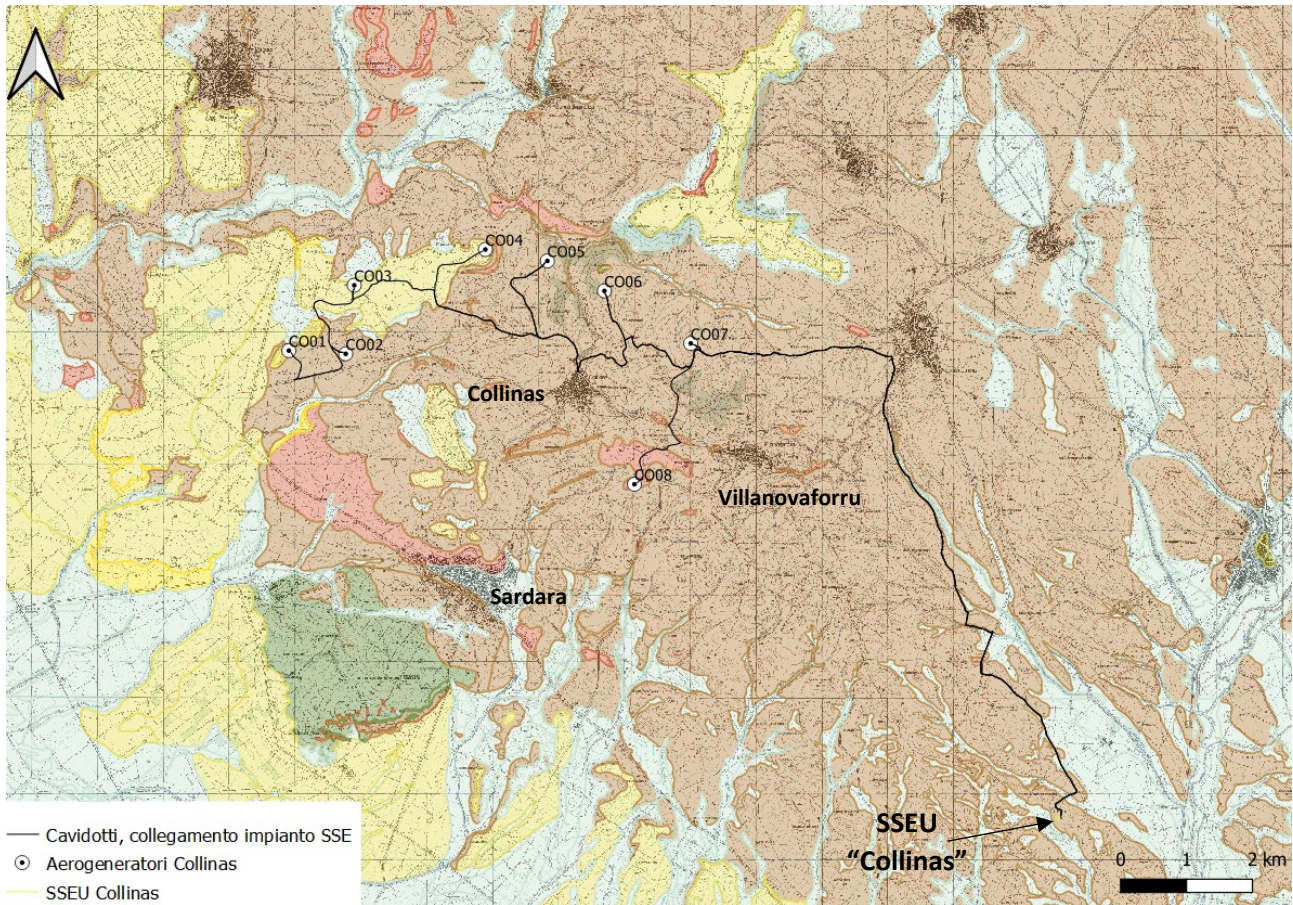 CO04
CO05
CO03
CO06
CO07
CO01
CO02
Collinas
CO08
Villanovaforru
Sardara
SSEU
“Collinas”
Cavidotti, collegamento impianto SSE
Aerogeneratori Collinas
SSEU Collinas
0 1 2 km